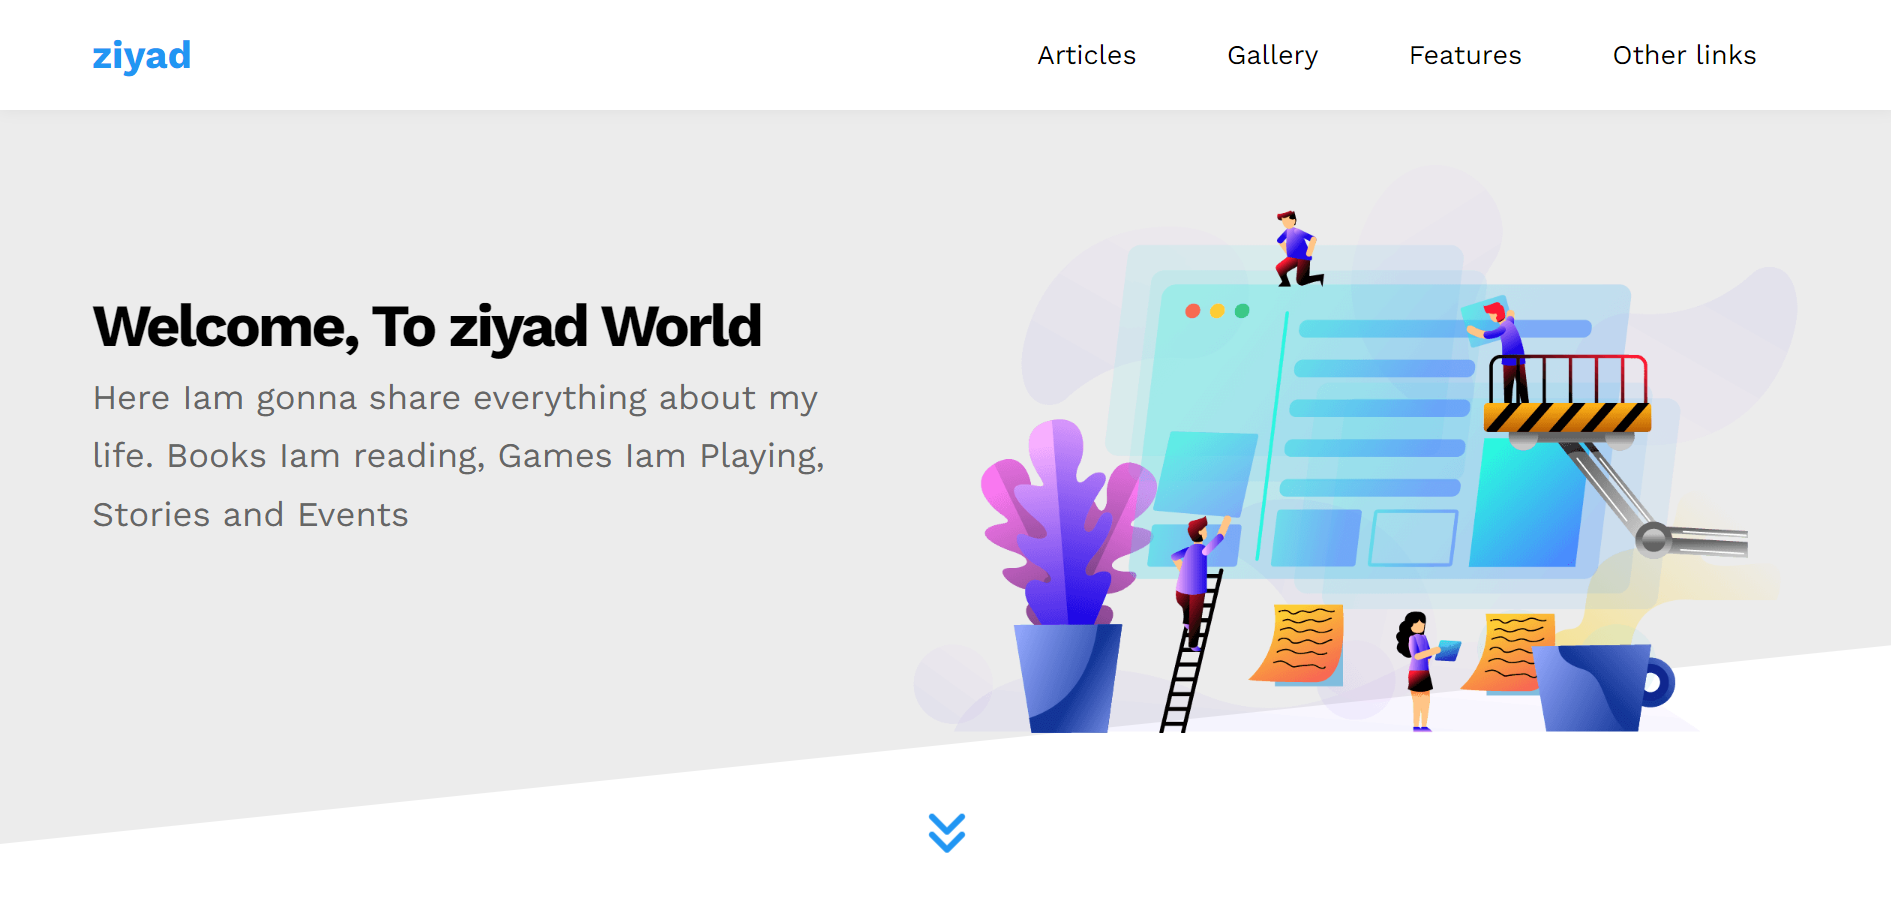 ziyad
Articles
Gallery
Features
Other links
Welcome, To ziyad World
Here Iam gonna share everything about my
life. Books Iam reading, Games Iam Playing,
Stories and Events